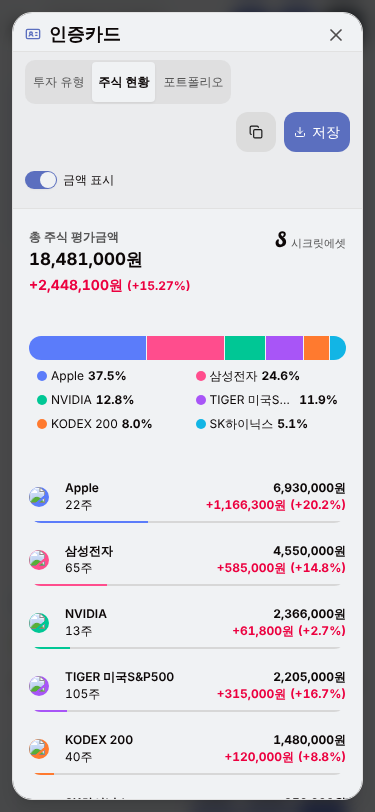 인증카드
투자 유형 주식 현황 포트폴리오
저장
금액 표시
총 주식 평가금액
시크릿에셋
18,481,000원
+2,448,100원 (+15.27%)
Apple 37.5% 삼성전자 24.6%
NVIDIA 12.8% TIGER 미국S... 11.9%
KODEX 200 8.0% SK하이닉스 5.1%
Apple 6,930,000원
22주 +1,166,300원 (+20.2%)
삼성전자 4,550,000원
65주 +585,000원 (+14.8%)
NVIDIA 2,366,000원
13주 +61,800원 (+2.7%)
TIGER 미국S&P500 2,205,000원
105주 +315,000원 (+16.7%)
KODEX 200 1,480,000원
40주 +120,000원 (+8.8%)